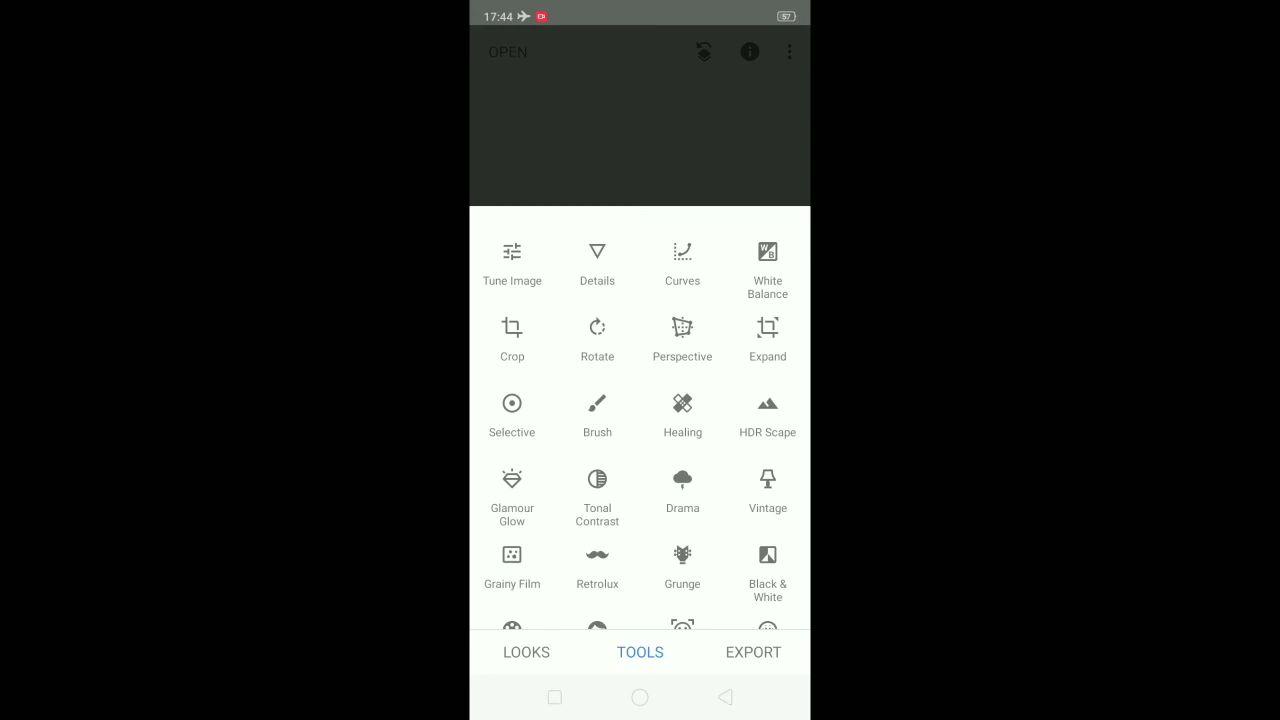 17:44
57
OPEN
Tune Image
Details
Curves
White
Balance
Crop
Rotate
Perspective
Expand
Selective
Brush
Healing
HDR Scape
Glamour
Glow
Tonal
Contrast
Drama
Vintage
Grainy Film
Retrolux
Grunge
Black &
White
LOOKS
TOOLS
EXPORT